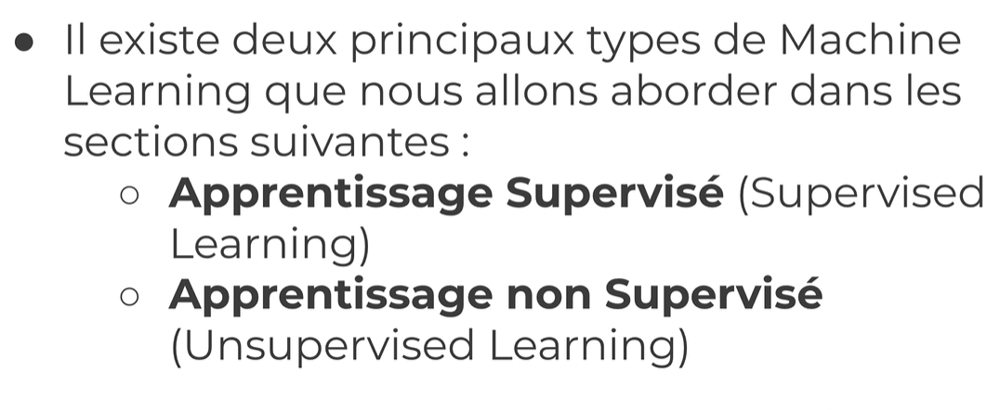 ● Il existe deux principaux types de Machine
Learning que nous allons aborder dans les
sections suivantes :
○ Apprentissage Supervisé (Supervised
Learning)
○ Apprentissage non Supervisé
(Unsupervised Learning)